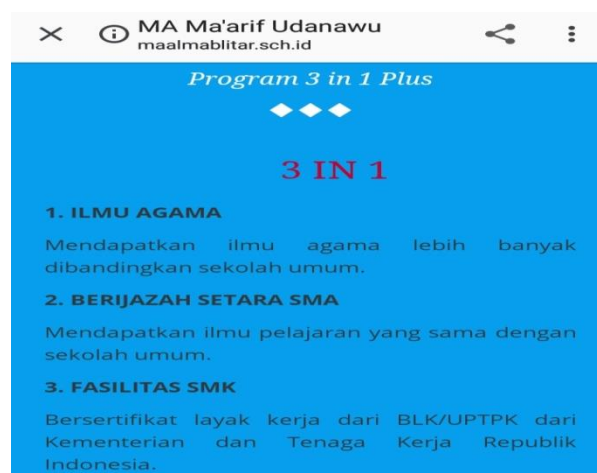 MA Ma'arif Udanawu
maalmablitar.sch.id
Program 3 in 1 Plus
3 IN 1
1. ILMU AGAMA
Mendapatkan ilmu agama lebih banyak
dibandingkan sekolah umum.
2. BERIJAZAH SETARA SMA
Mendapatkan ilmu pelajaran yang sama dengan
sekolah umum.
3. FASILITAS SMK
Bersertifikat layak kerja dari BLK/UPTPK dari
Kementerian dan Tenaga Kerja Republik
Indonesia.